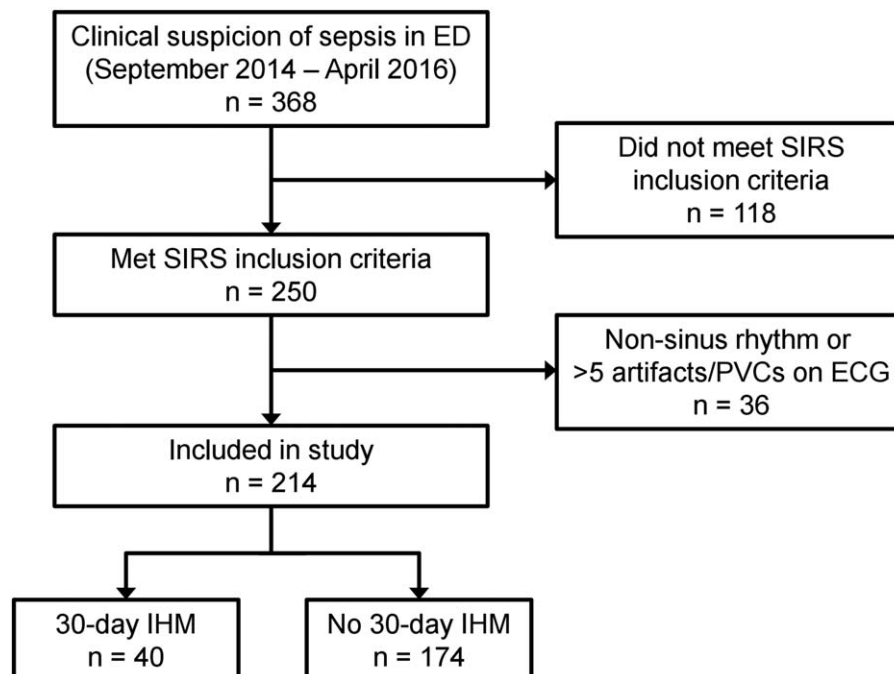 Clinical suspicion of sepsis in ED
(September 2014 – April 2016)
n = 368
Did not meet SIRS
inclusion criteria
n = 118
Met SIRS inclusion criteria
n = 250
Non-sinus rhythm or
>5 artifacts/PVCs on ECG
n = 36
Included in study
n = 214
30-day IHM
n = 40
No 30-day IHM
n = 174